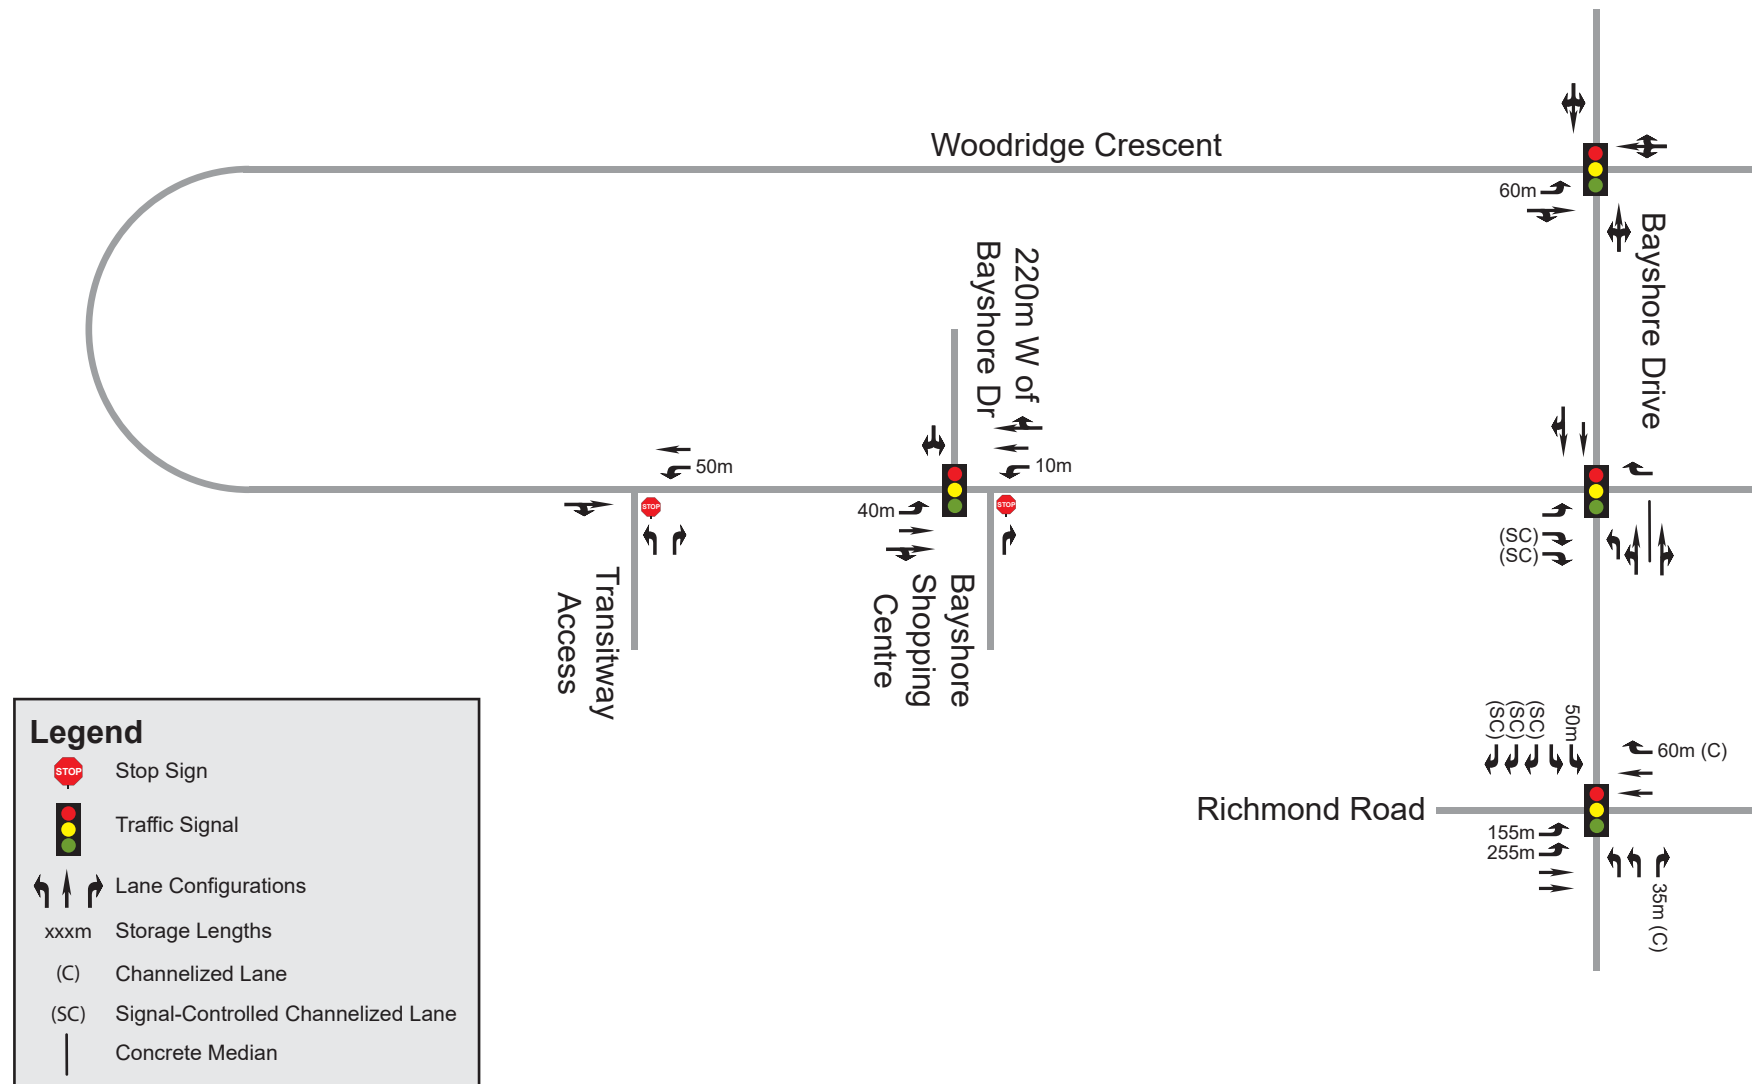 Woodridge Crescent
60m
Bayshore Drive
220m W of
Bayshore Dr
50m
10m
STOP
40m
STOP
(SC)
(SC)
Transitway
Access
Bayshore
Shopping
Centre
(SC)
(SC)
(SC)
50m
60m (C)
Richmond Road
155m
255m
35m (C)
Legend
STOP Stop Sign
Traffic Signal
Lane Configurations
xxxm Storage Lengths
(C) Channelized Lane
(SC) Signal-Controlled Channelized Lane
Concrete Median